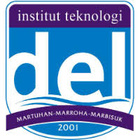 institut teknologi
del
MARTUHAN-MARROHA-MARBISUK
2001